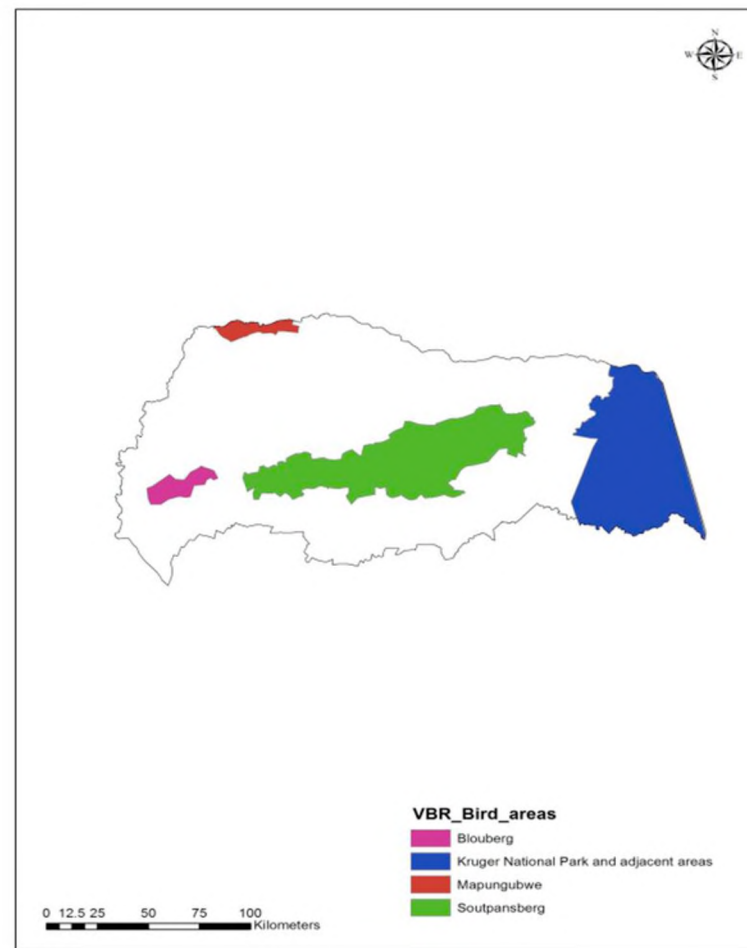 N
W E
S
VBR_Bird_areas
Blouberg
Kruger National Park and adjacent areas
Mapungubwe
Soutpansberg
0 12.5 25 50 75 100
Kilometers